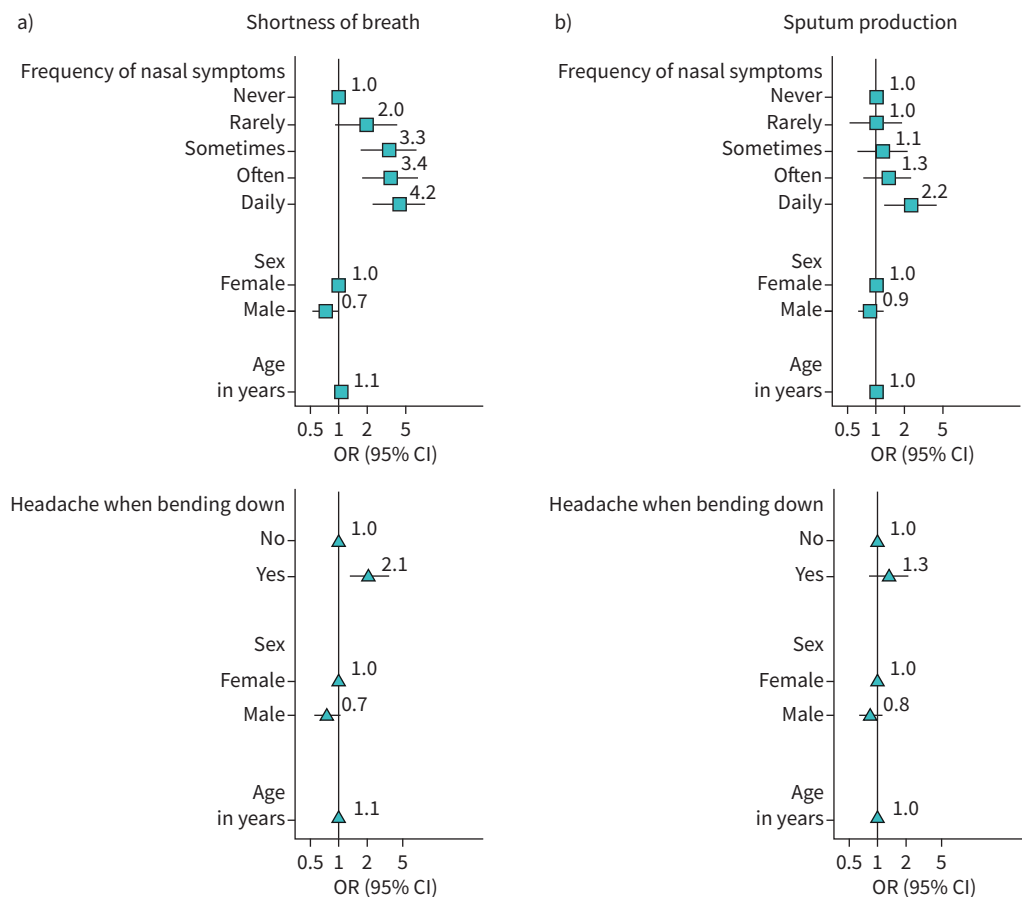 a) Shortness of breath
Frequency of nasal symptoms
Never 1.0
Rarely 2.0
Sometimes 3.3
Often 3.4
Daily 4.2
Sex
Female 1.0
Male 0.7
Age
in years 1.1
0.5 1 2 5
OR (95% CI)
b) Sputum production
Frequency of nasal symptoms
Never 1.0
Rarely 1.0
Sometimes 1.1
Often 1.3
Daily 2.2
Sex
Female 1.0
Male 0.9
Age
in years 1.0
0.5 1 2 5
OR (95% CI)
Headache when bending down
No 1.0
Yes 2.1
Sex
Female 1.0
Male 0.7
Age
in years 1.1
0.5 1 2 5
OR (95% CI)
Headache when bending down
No 1.0
Yes 1.3
Sex
Female 1.0
Male 0.8
Age
in years 1.0
0.5 1 2 5
OR (95% CI)